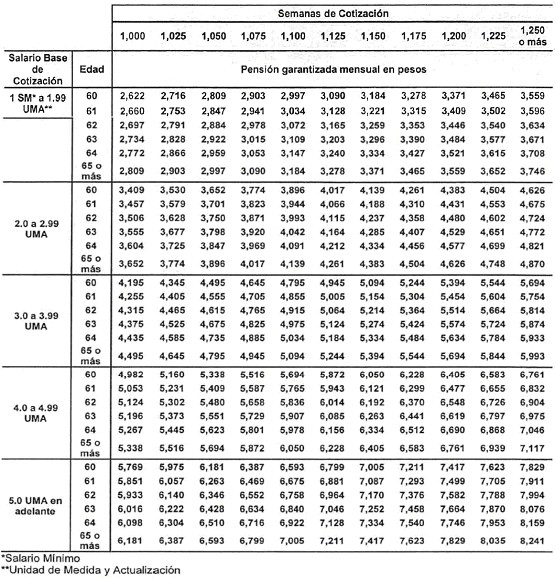 Semanas de Cotización
1,000 1,025 1,050 1,075 1,100 1,125 1,150 1,175 1,200 1,225 1,250 o más
Salario Base de Cotización Edad Pensión garantizada mensual en pesos
1 SM* a 1.99 UMA** 60 2,622 2,716 2,809 2,903 2,997 3,090 3,184 3,278 3,371 3,465 3,559
61 2,660 2,753 2,847 2,941 3,034 3,128 3,221 3,315 3,409 3,502 3,596
62 2,697 2,791 2,884 2,978 3,072 3,165 3,259 3,353 3,446 3,540 3,634
63 2,734 2,828 2,922 3,015 3,109 3,203 3,296 3,390 3,484 3,577 3,671
64 2,772 2,866 2,959 3,053 3,147 3,240 3,334 3,427 3,521 3,615 3,708
65 o más 2,809 2,903 2,997 3,090 3,184 3,278 3,371 3,465 3,559 3,652 3,746
2.0 a 2.99 UMA 60 3,409 3,530 3,652 3,774 3,896 4,017 4,139 4,261 4,383 4,504 4,626
61 3,457 3,579 3,701 3,823 3,944 4,066 4,188 4,310 4,431 4,553 4,675
62 3,506 3,628 3,750 3,871 3,993 4,115 4,237 4,358 4,480 4,602 4,724
63 3,555 3,677 3,798 3,920 4,042 4,164 4,285 4,407 4,529 4,651 4,772
64 3,604 3,725 3,847 3,969 4,091 4,212 4,334 4,456 4,577 4,699 4,821
65 o más 3,652 3,774 3,896 4,017 4,139 4,261 4,383 4,504 4,626 4,748 4,870
3.0 a 3.99 UMA 60 4,195 4,345 4,495 4,645 4,795 4,945 5,094 5,244 5,394 5,544 5,694
61 4,255 4,405 4,555 4,705 4,855 5,005 5,154 5,304 5,454 5,604 5,754
62 4,315 4,465 4,615 4,765 4,915 5,064 5,214 5,364 5,514 5,664 5,814
63 4,375 4,525 4,675 4,825 4,975 5,124 5,274 5,424 5,574 5,724 5,874
64 4,435 4,585 4,735 4,885 5,034 5,184 5,334 5,484 5,634 5,784 5,933
65 o más 4,495 4,645 4,795 4,945 5,094 5,244 5,394 5,544 5,694 5,844 5,993
4.0 a 4.99 UMA 60 4,982 5,160 5,338 5,516 5,694 5,872 6,050 6,228 6,405 6,583 6,761
61 5,053 5,231 5,409 5,587 5,765 5,943 6,121 6,299 6,477 6,655 6,832
62 5,124 5,302 5,480 5,658 5,836 6,014 6,192 6,370 6,548 6,726 6,904
63 5,196 5,373 5,551 5,729 5,907 6,085 6,263 6,441 6,619 6,797 6,975
64 5,267 5,445 5,623 5,801 5,978 6,156 6,334 6,512 6,690 6,868 7,046
65 o más 5,338 5,516 5,694 5,872 6,050 6,228 6,405 6,583 6,761 6,939 7,117
5.0 UMA en adelante 60 5,769 5,975 6,181 6,387 6,593 6,799 7,005 7,211 7,417 7,623 7,829
61 5,851 6,057 6,263 6,469 6,675 6,881 7,087 7,293 7,499 7,705 7,911
62 5,933 6,140 6,346 6,552 6,758 6,964 7,170 7,376 7,582 7,788 7,994
63 6,016 6,222 6,428 6,634 6,840 7,046 7,252 7,458 7,664 7,870 8,076
64 6,098 6,304 6,510 6,716 6,922 7,128 7,334 7,540 7,746 7,953 8,159
65 o más 6,181 6,387 6,593 6,799 7,005 7,211 7,417 7,623 7,829 8,035 8,241
*Salario Mínimo
**Unidad de Medida y Actualización